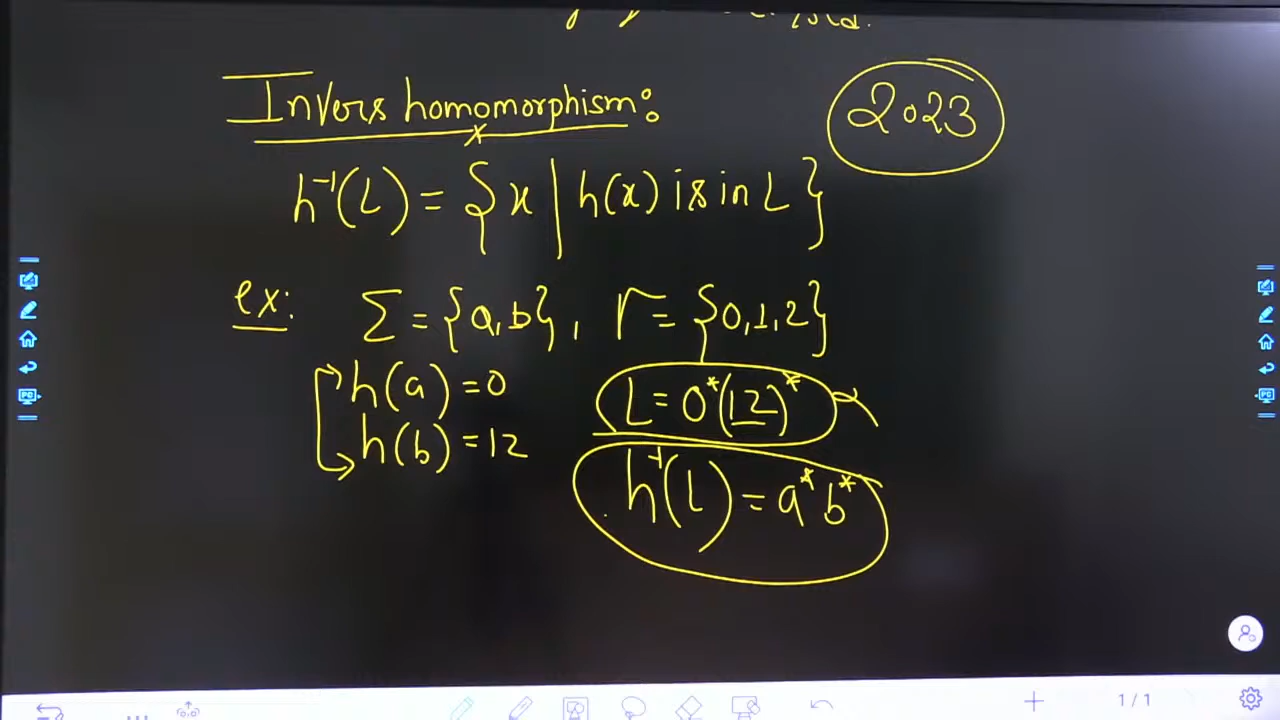 Invers homomorphism:
2023
h⁻¹(L) = {x | h(x) is in L}
ex: Σ = {a,b}, Γ = {0,1,2}
h(a) = 0
L = 0*(12)*
h(b) = 12
h⁻¹(L) = a*b*
1/1